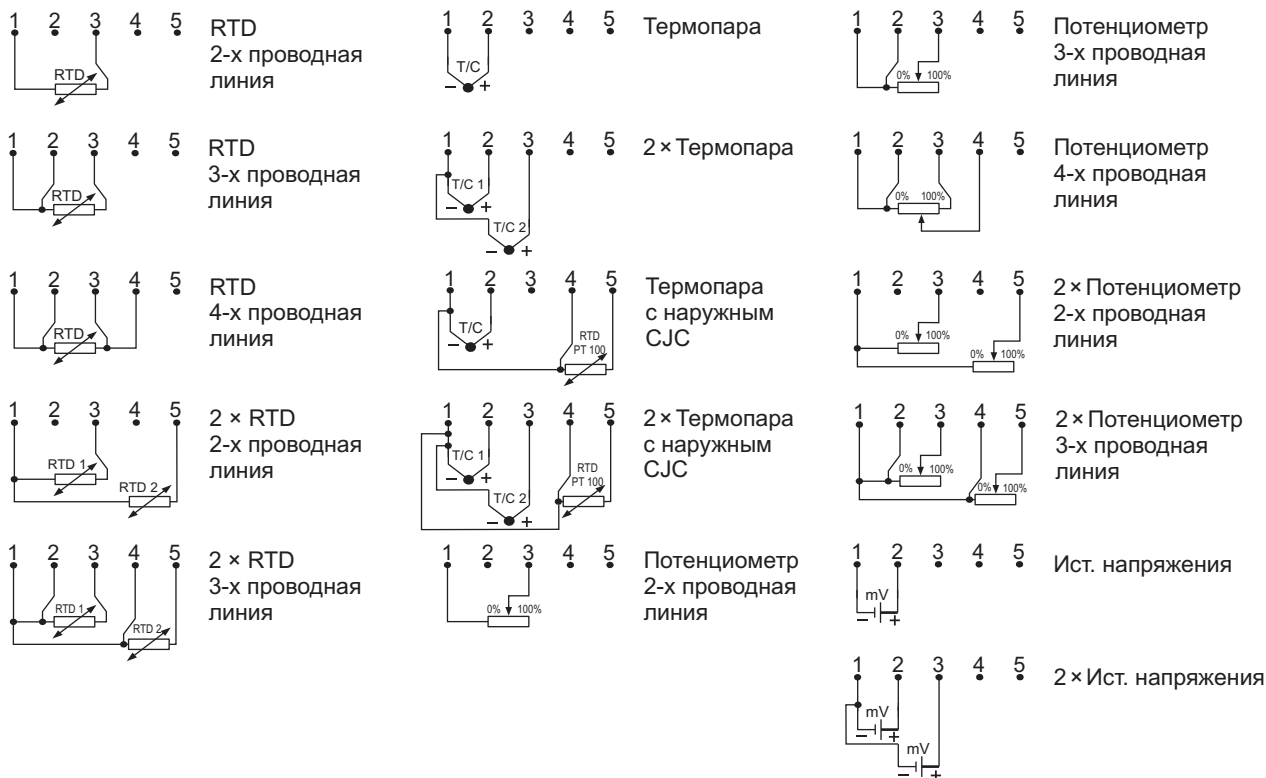 1 2 3 4 5
RTD
RTD
2-х проводная
линия
1 2 3 4 5
RTD
RTD
3-х проводная
линия
1 2 3 4 5
RTD
RTD
4-х проводная
линия
1 2 3 4 5
RTD 1
RTD 2
2 × RTD
2-х проводная
линия
1 2 3 4 5
RTD 1
RTD 2
2 × RTD
3-х проводная
линия
1 2 3 4 5
T/C
– +
Термопара
1 2 3 4 5
T/C 1
– +
T/C 2
– +
2 × Термопара
1 2 3 4 5
T/C
– +
RTD
PT 100
Термопара
с наружным
CJC
1 2 3 4 5
T/C 1
– +
T/C 2
– +
RTD
PT 100
2 × Термопара
с наружным
CJC
1 2 3 4 5
0% 100%
Потенциометр
2-х проводная
линия
1 2 3 4 5
0% 100%
Потенциометр
3-х проводная
линия
1 2 3 4 5
0% 100%
Потенциометр
4-х проводная
линия
1 2 3 4 5
0% 100%
0% 100%
2 × Потенциометр
2-х проводная
линия
1 2 3 4 5
0% 100%
0% 100%
2 × Потенциометр
3-х проводная
линия
1 2 3 4 5
mV
– +
Ист. напряжения
1 2 3 4 5
mV
– +
mV
– +
2 × Ист. напряжения